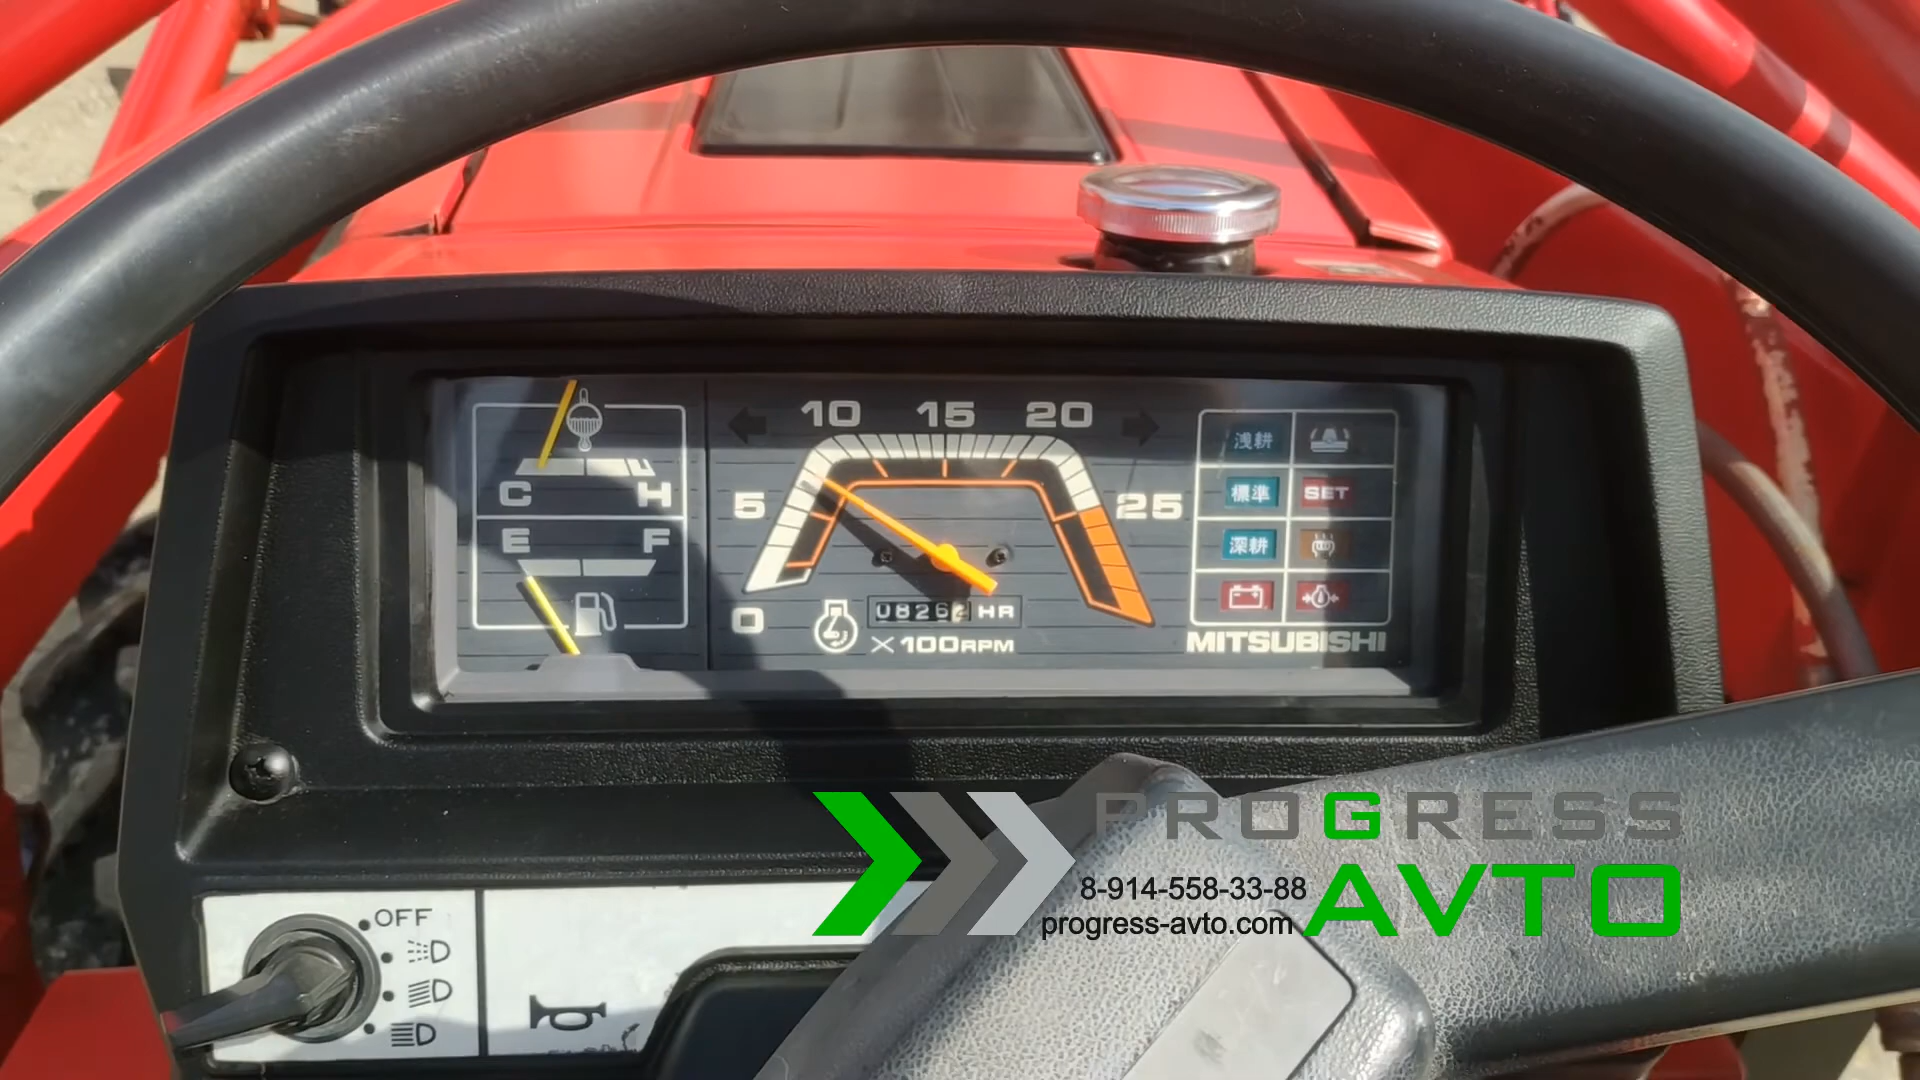 10 15 20
5 25
0
C H
E F
08262 HR
×100RPM
浅耕
標準 SET
深耕
MITSUBISHI
OFF
PROGRESS
AVTO
8-914-558-33-88
progress-avto.com